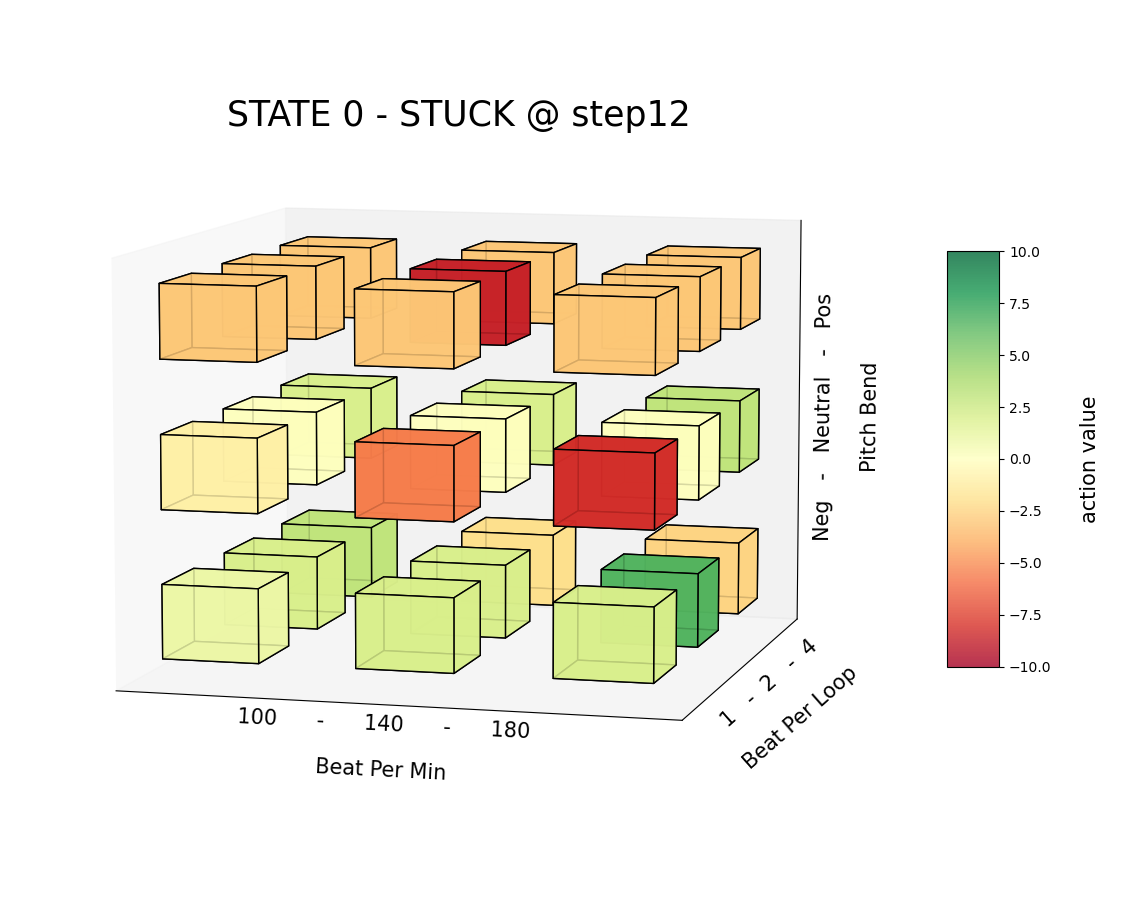 STATE 0 - STUCK @ step12
10.0
7.5
5.0
2.5
0.0
−2.5
−5.0
−7.5
−10.0
action value
Neg - Neutral - Pos
Pitch Bend
1 - 2 - 4
Beat Per Loop
100 - 140 - 180
Beat Per Min